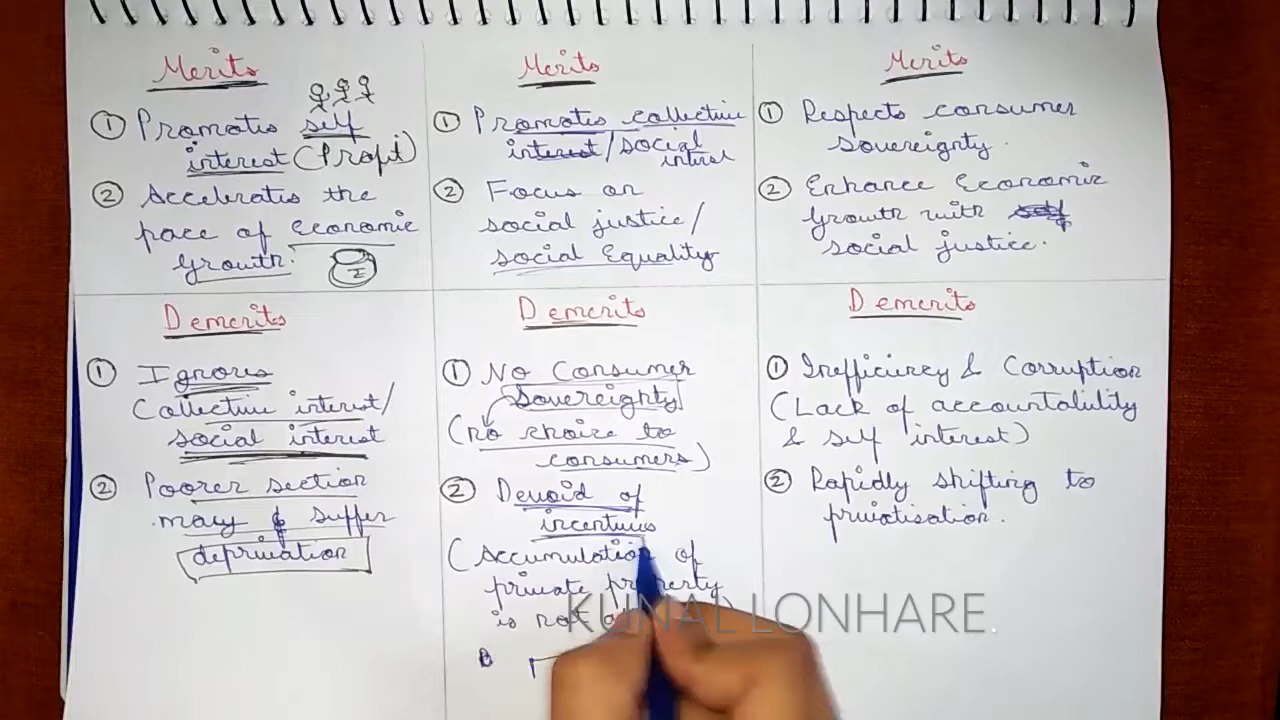 Merits
① Promotes self
interest (Profit)
② Accelerates the
pace of economic
growth.
Demerits
① Ignores
Collective interest/
social interest
② Poorer section
may suffer
deprivation
Merits
① Promotes collective
interest/social
interest
② Focus on
social justice/
social Equality
Demerits
① No Consumer
Sovereignty
(no choice to
consumers)
② Devoid of
incentives
(Accumulation of
private property
is not
Merits
① Respects consumer
sovereignty.
② Enhance Economic
growth with
social justice.
Demerits
① Inefficiency & Corruption
(Lack of accountability
& self interest)
② Rapidly shifting to
privatisation.
KUNAL LONHARE.